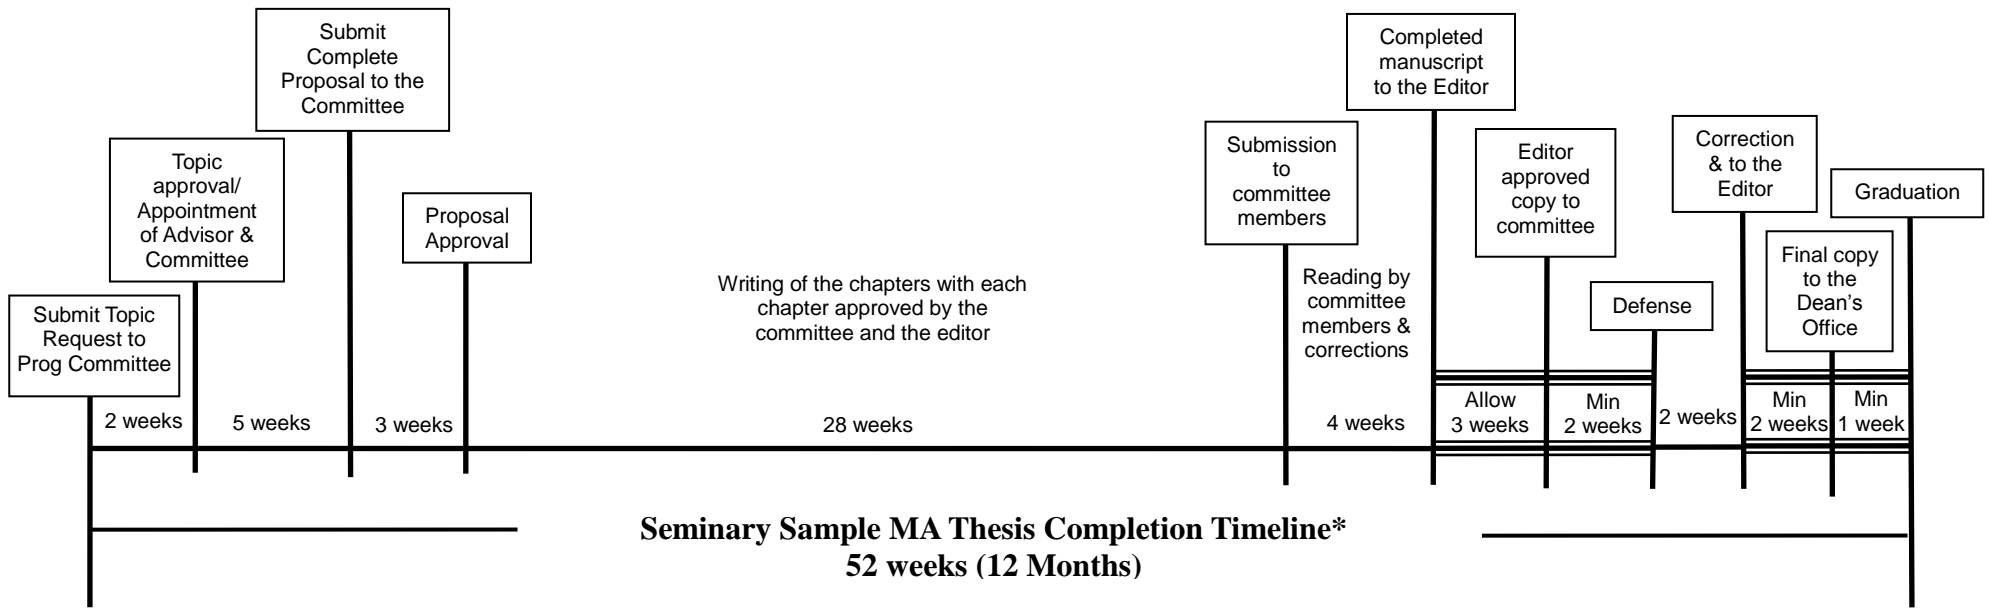 Submit Topic
Request to
Prog Committee
Topic
approval/
Appointment
of Advisor &
Committee
Submit
Complete
Proposal to the
Committee
Proposal
Approval
Writing of the chapters with each
chapter approved by the
committee and the editor
Submission
to
committee
members
Reading by
committee
members &
corrections
Completed
manuscript
to the Editor
Editor
approved
copy to
committee
Defense
Correction
& to the
Editor
Final copy
to the
Dean's
Office
Graduation
2 weeks
5 weeks
3 weeks
28 weeks
4 weeks
Allow
3 weeks
Min
2 weeks
2 weeks
Min
2 weeks
Min
1 week
Seminary Sample MA Thesis Completion Timeline*
52 weeks (12 Months)